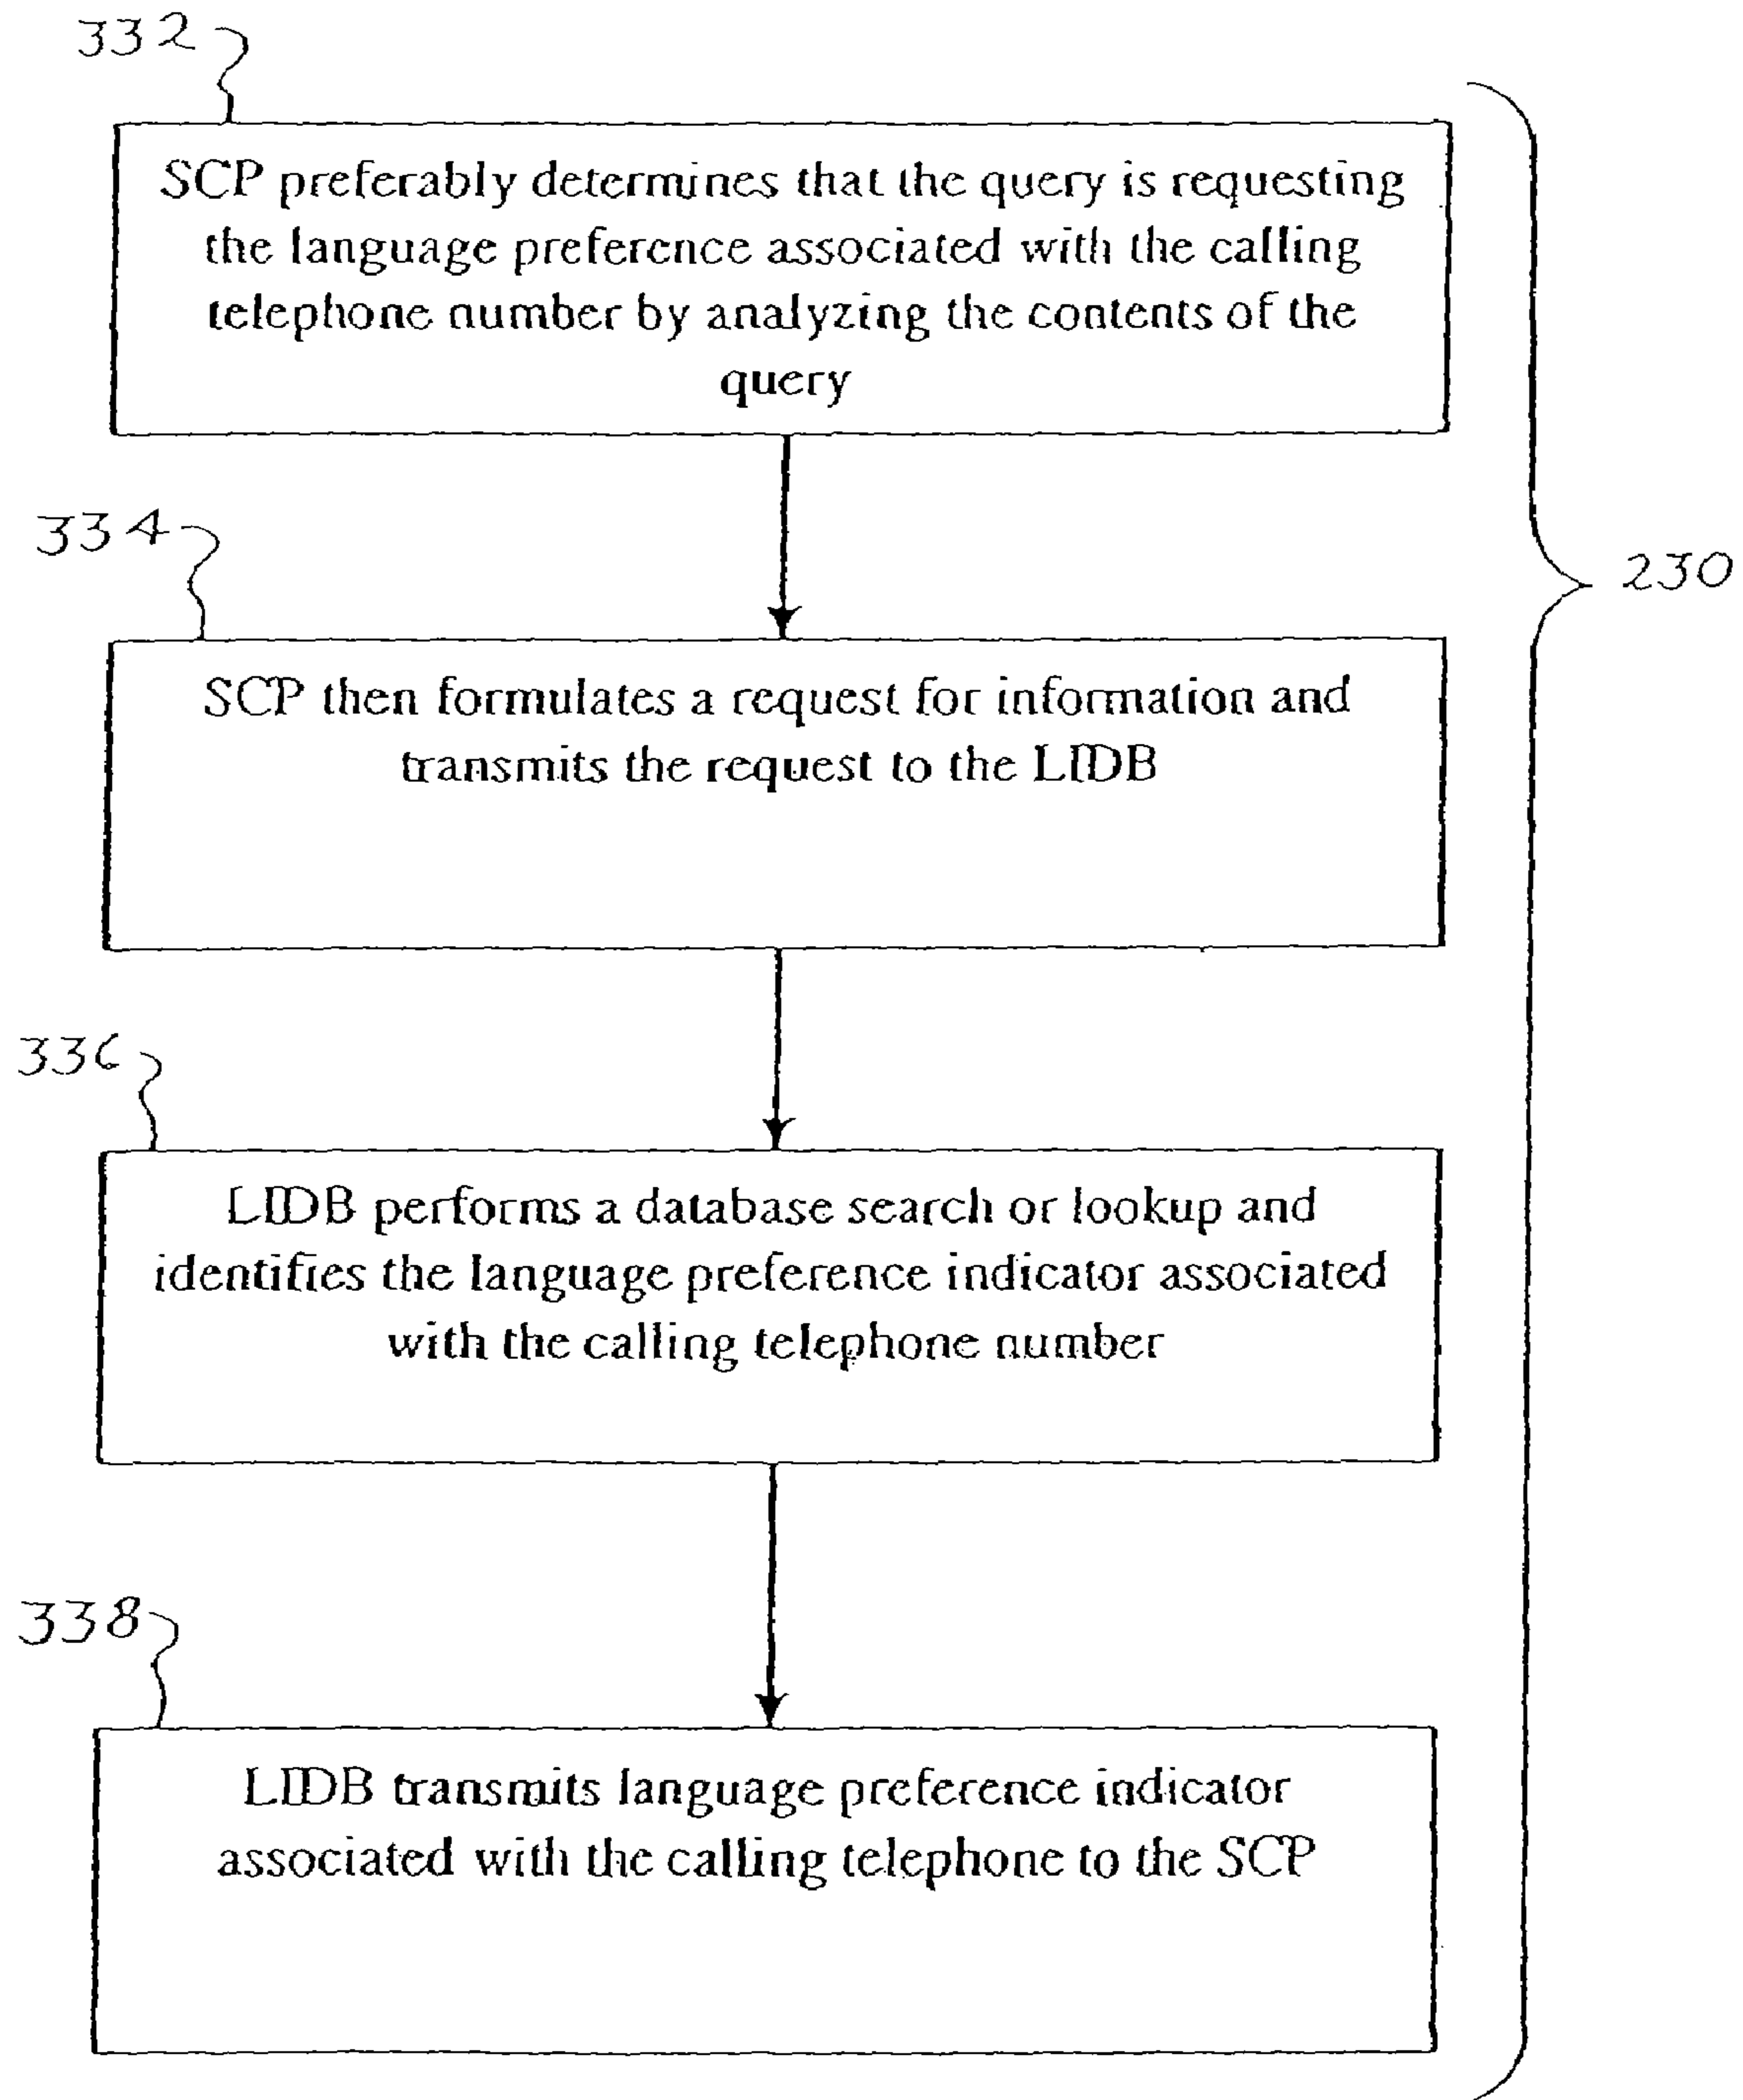 332
SCP preferably determines that the query is requesting
the language preference associated with the calling
telephone number by analyzing the contents of the
query
334
230
SCP then formulates a request for information and
transmits the request to the LIDB
336
LIDB performs a database search or lookup and
identifies the language preference indicator associated
with the calling telephone number
338
LIDB transmits language preference indicator
associated with the calling telephone to the SCP